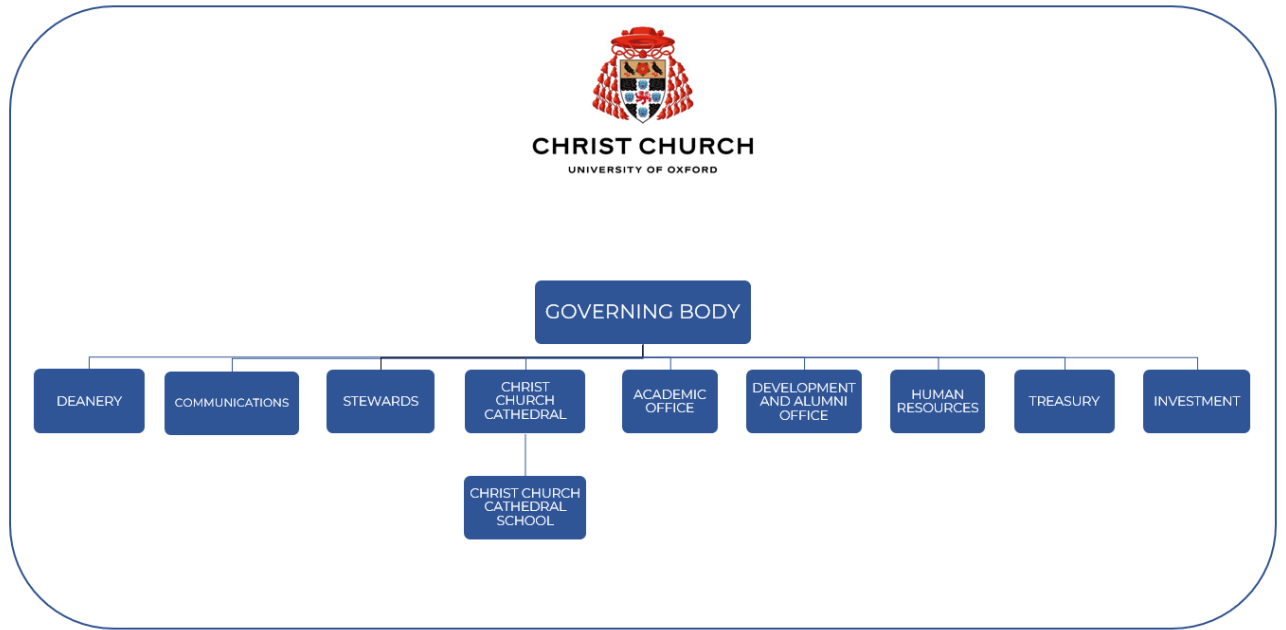 CHRIST CHURCH
UNIVERSITY OF OXFORD
GOVERNING BODY
DEANERY
COMMUNICATIONS
STEWARDS
CHRIST
CHURCH
CATHEDRAL
ACADEMIC
OFFICE
DEVELOPMENT
AND ALUMNI
OFFICE
HUMAN
RESOURCES
TREASURY
INVESTMENT
CHRIST CHURCH
CATHEDRAL
SCHOOL